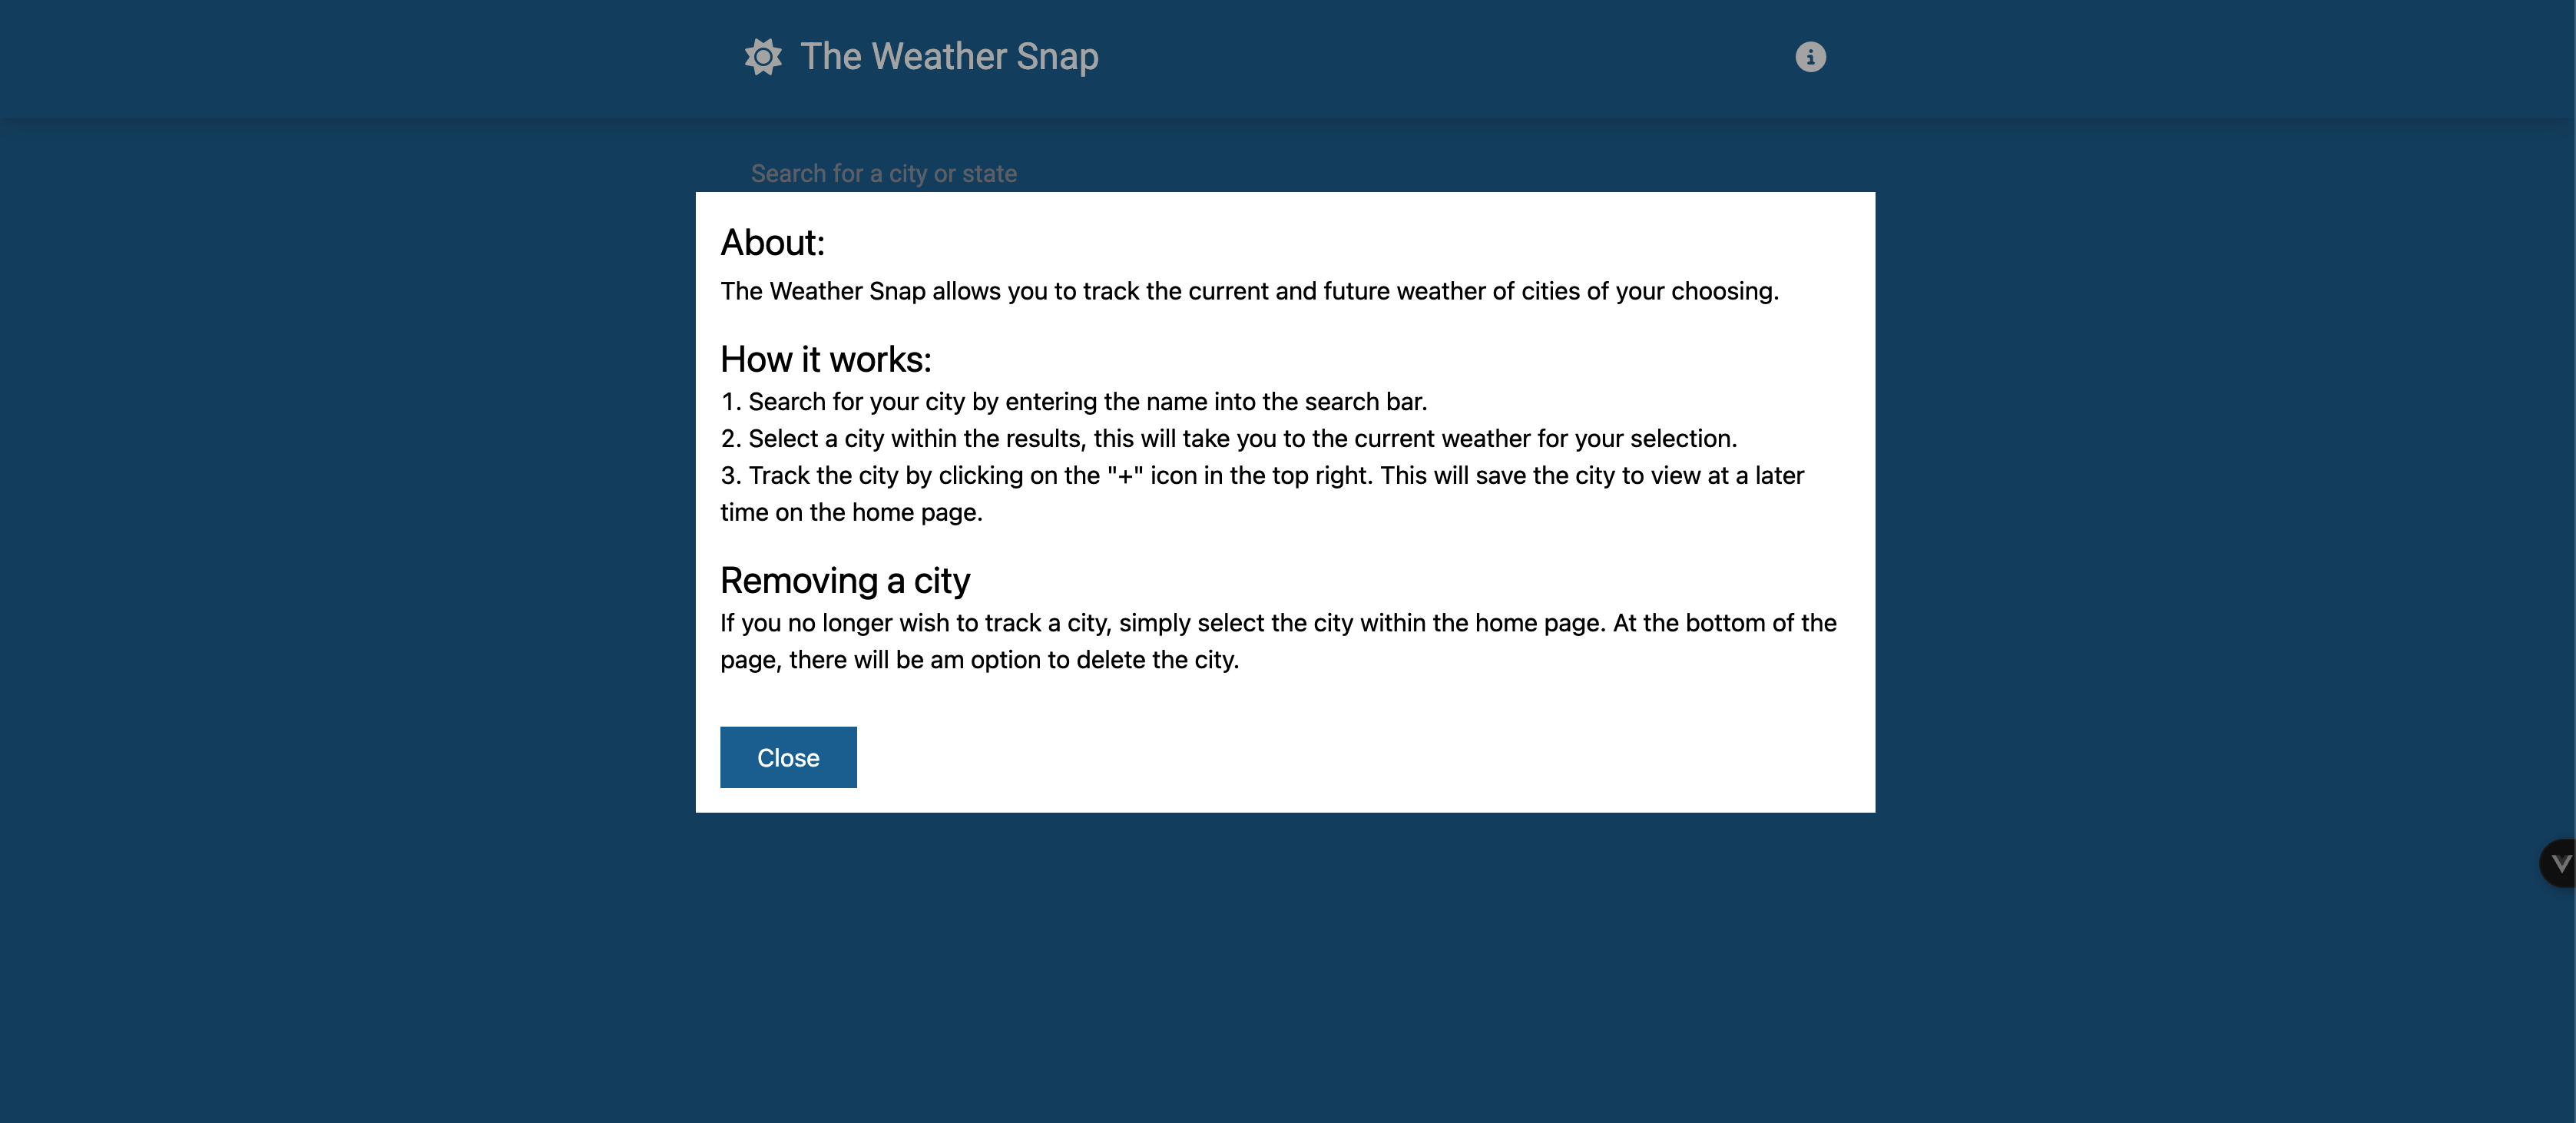 The Weather Snap
Search for a city or state
About:
The Weather Snap allows you to track the current and future weather of cities of your choosing.
How it works:
1. Search for your city by entering the name into the search bar.
2. Select a city within the results, this will take you to the current weather for your selection.
3. Track the city by clicking on the "+" icon in the top right. This will save the city to view at a later
time on the home page.
Removing a city
If you no longer wish to track a city, simply select the city within the home page. At the bottom of the
page, there will be am option to delete the city.
Close